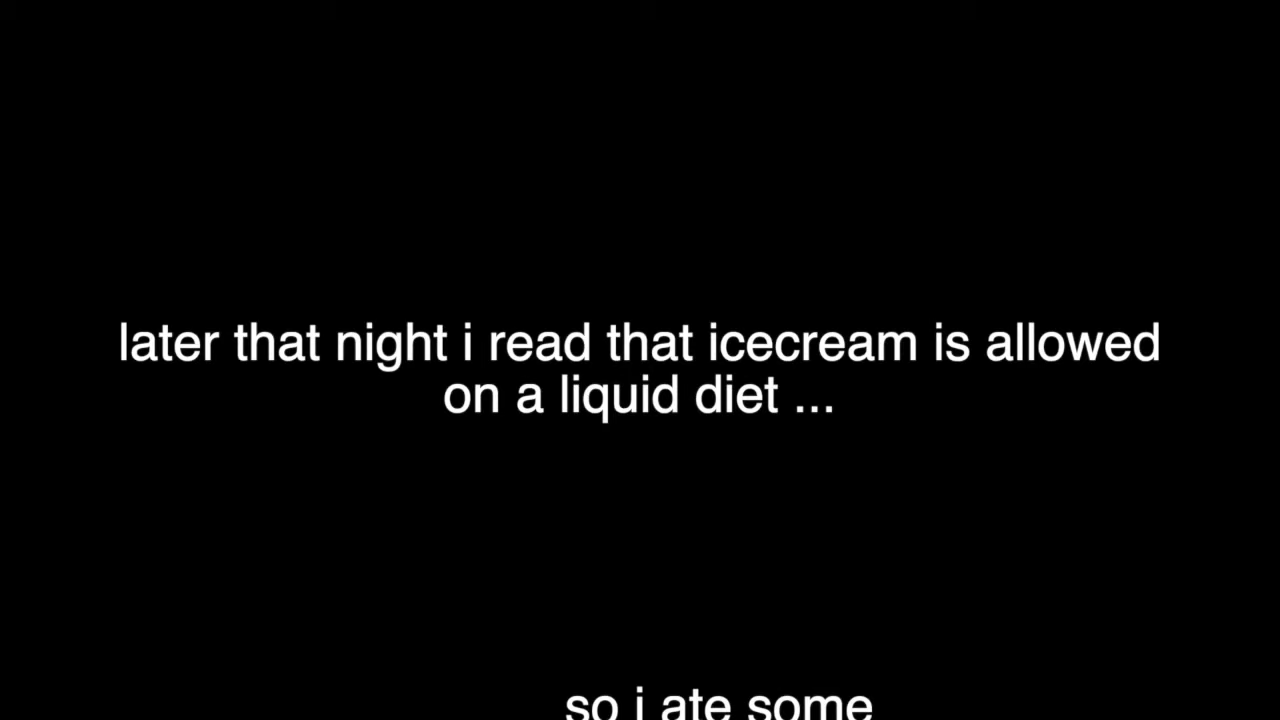 later that night i read that icecream is allowed
on a liquid diet ...
so i ate some